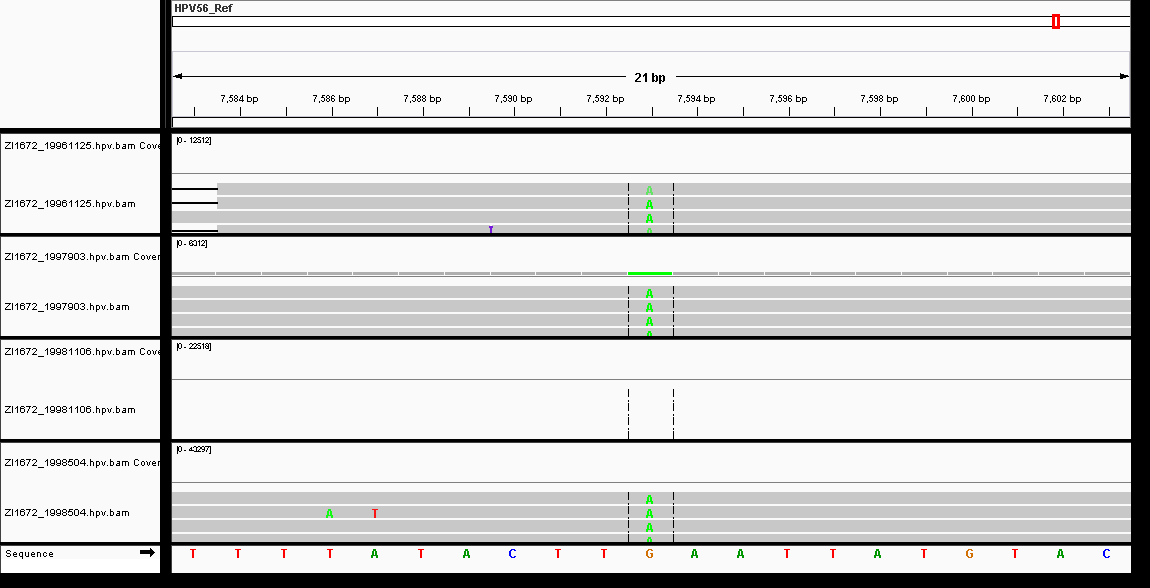 HPV56_Ref
21 bp
7,584 bp 7,586 bp 7,588 bp 7,590 bp 7,592 bp 7,594 bp 7,596 bp 7,598 bp 7,600 bp 7,602 bp
ZI1672_19961125.hpv.bam Cove
[0 - 12512]
ZI1672_19961125.hpv.bam
A
A
A
A
I
ZI1672_1997903.hpv.bam Cover
[0 - 6312]
ZI1672_1997903.hpv.bam
A
A
A
A
ZI1672_19981106.hpv.bam Cove
[0 - 22518]
ZI1672_19981106.hpv.bam
ZI1672_1998504.hpv.bam Cover
[0 - 43297]
ZI1672_1998504.hpv.bam
A
A T A
A
A
Sequence T T T T A T A C T T G A A T T A T G T A C